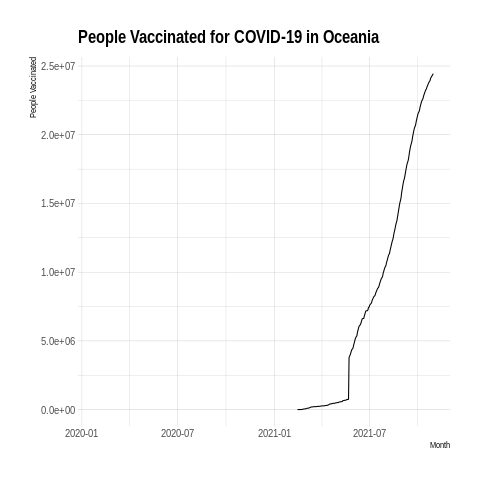 People Vaccinated for COVID-19 in Oceania
People Vaccinated
2.5e+07
2.0e+07
1.5e+07
1.0e+07
5.0e+06
0.0e+00
2020-01 2020-07 2021-01 2021-07
Month